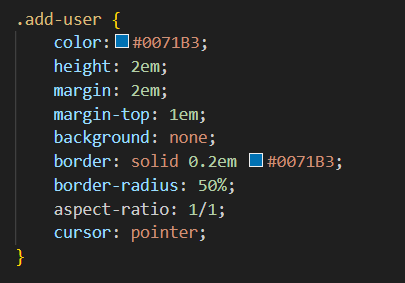 .add-user {
color: #0071B3;
height: 2em;
margin: 2em;
margin-top: 1em;
background: none;
border: solid 0.2em #0071B3;
border-radius: 50%;
aspect-ratio: 1/1;
cursor: pointer;
}